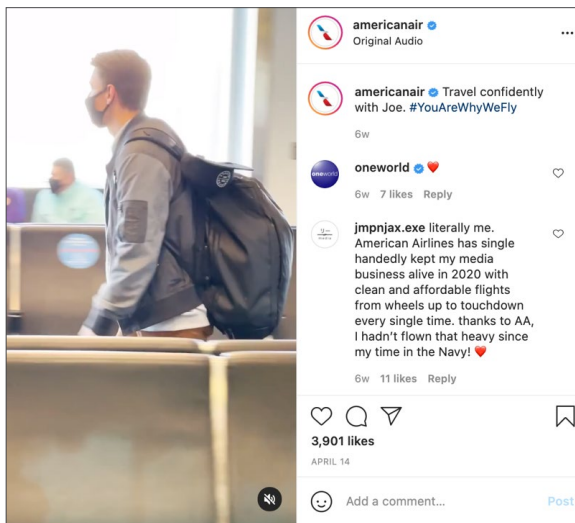 americanair
Original Audio
americanair Travel confidently
with Joe. #YouAreWhyWeFly
6w
oneworld
oneworld ❤️
6w 7 likes Reply
jmpnjax.exe literally me.
American Airlines has single
handedly kept my media
business alive in 2020 with
clean and affordable flights
from wheels up to touchdown
every single time. thanks to AA,
I hadn't flown that heavy since
my time in the Navy! ❤️
6w 11 likes Reply
3,901 likes
APRIL 14
Add a comment... Post